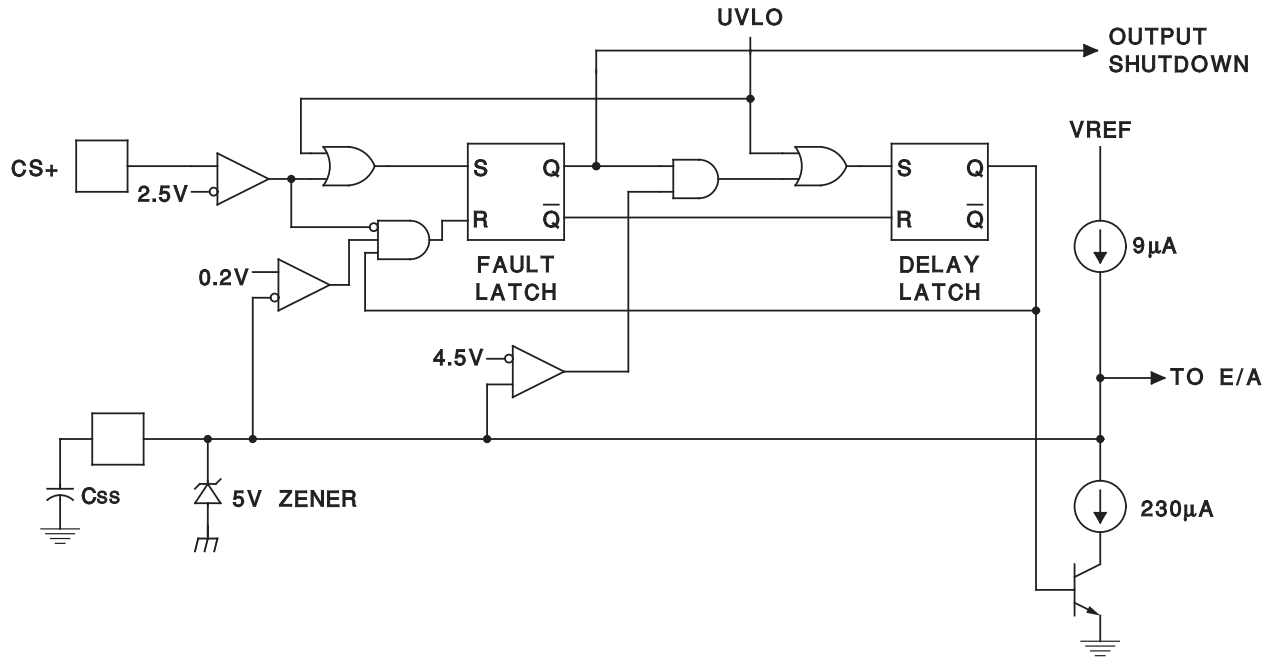 UVLO
OUTPUT
SHUTDOWN
VREF
CS+
2.5V
S
Q
R
Q̅
FAULT
LATCH
S
Q
R
Q̅
DELAY
LATCH
9µA
0.2V
4.5V
TO E/A
Css
5V ZENER
230µA